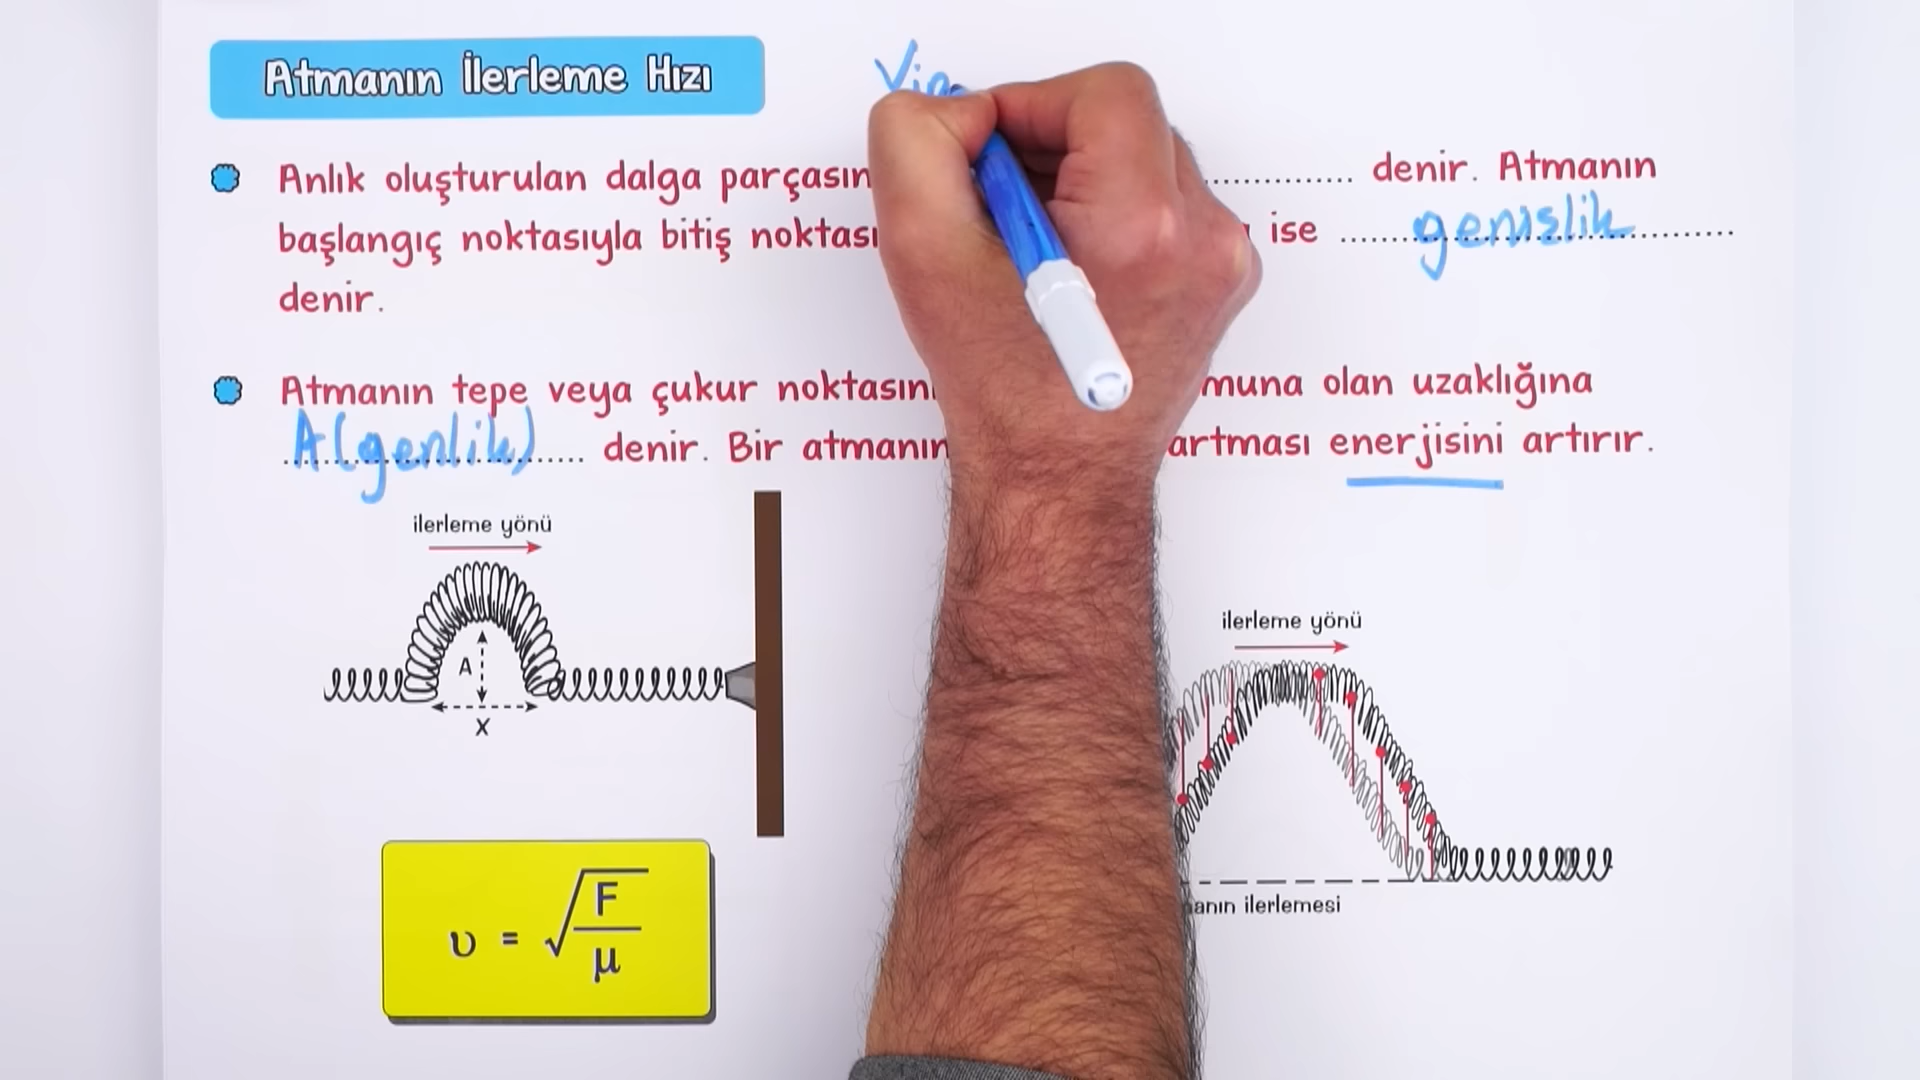 Atmanın İlerleme Hızı
Anlık oluşturulan dalga parçasın ............... denir. Atmanın
başlangıç noktasıyla bitiş noktası ise ....... genişlik ..........
denir.
Atmanın tepe veya çukur noktasın muna olan uzaklığına
A(genlik) ..... denir. Bir atmanın artması enerjisini artırır.
ilerleme yönü
A
X
ilerleme yönü
anın ilerlemesi
υ = √F/μ